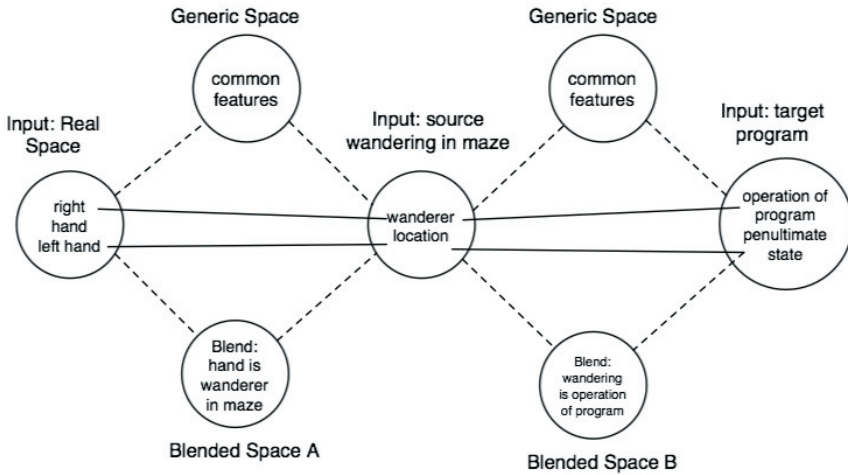 Generic Space
Generic Space
common
features
common
features
Input: Real
Space
Input: source
wandering in maze
Input: target
program
right
hand
left hand
wanderer
location
operation of
program
penultimate
state
Blend:
hand is
wanderer
in maze
Blend:
wandering
is operation
of program
Blended Space A
Blended Space B